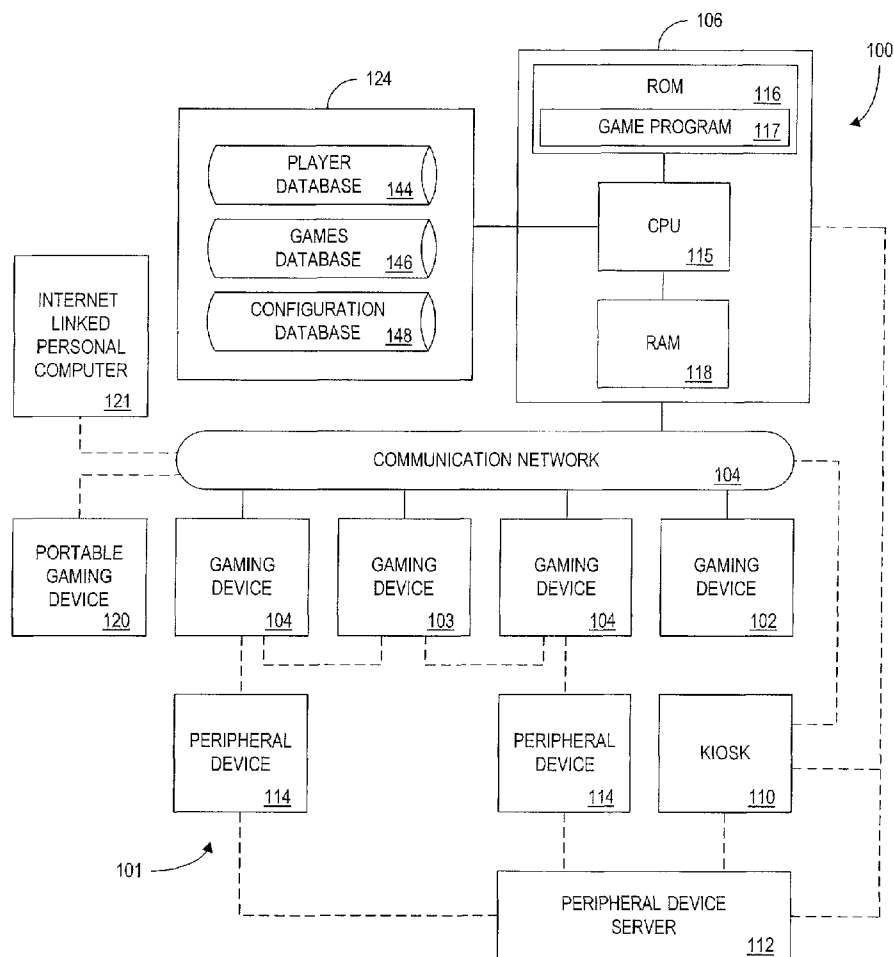 106
100
124
ROM
116
GAME PROGRAM
117
PLAYER
DATABASE
144
GAMES
DATABASE
146
CONFIGURATION
DATABASE
148
CPU
115
RAM
118
INTERNET
LINKED
PERSONAL
COMPUTER
121
COMMUNICATION NETWORK
104
PORTABLE
GAMING
DEVICE
120
GAMING
DEVICE
104
GAMING
DEVICE
103
GAMING
DEVICE
104
GAMING
DEVICE
102
PERIPHERAL
DEVICE
114
PERIPHERAL
DEVICE
114
KIOSK
110
101
PERIPHERAL DEVICE
SERVER
112